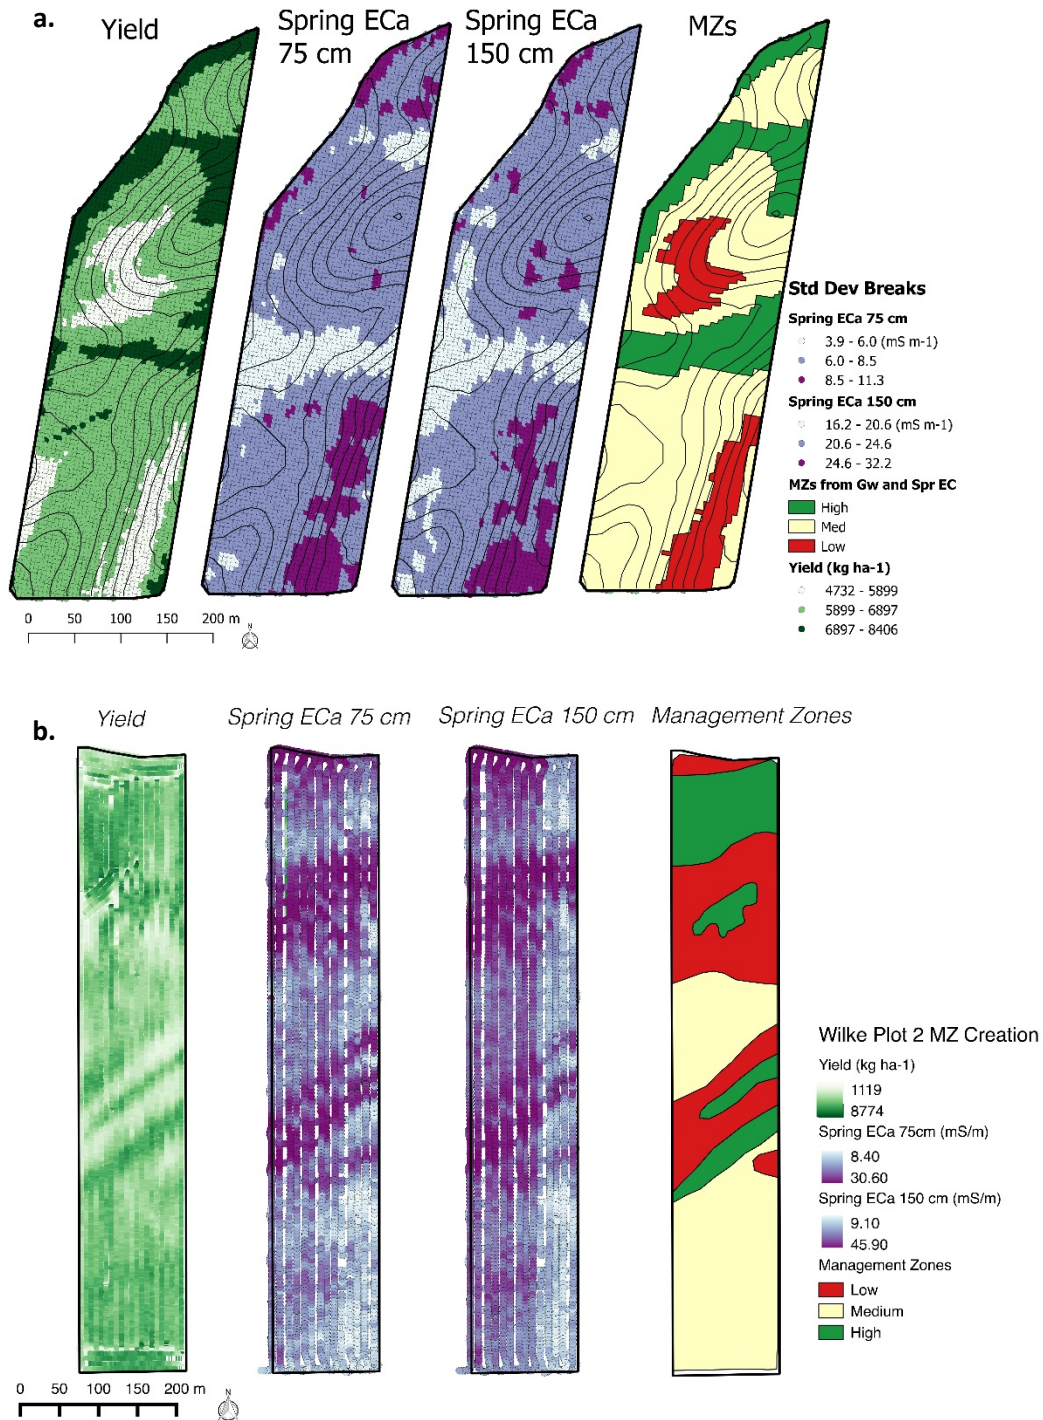 a.
Yield
Spring ECa
75 cm
Spring ECa
150 cm
MZs
Std Dev Breaks
Spring ECa 75 cm
3.9 - 6.0 (mS m-1)
6.0 - 8.5
8.5 - 11.3
Spring ECa 150 cm
16.2 - 20.6 (mS m-1)
20.6 - 24.6
24.6 - 32.2
MZs from Gw and Spr EC
High
Med
Low
Yield (kg ha-1)
4732 - 5899
5899 - 6897
6897 - 8406
0 50 100 150 200 m
N
b.
Yield
Spring ECa 75 cm
Spring ECa 150 cm
Management Zones
Wilke Plot 2 MZ Creation
Yield (kg ha-1)
1119
8774
Spring ECa 75cm (mS/m)
8.40
30.60
Spring ECa 150 cm (mS/m)
9.10
45.90
Management Zones
Low
Medium
High
0 50 100 150 200 m
N